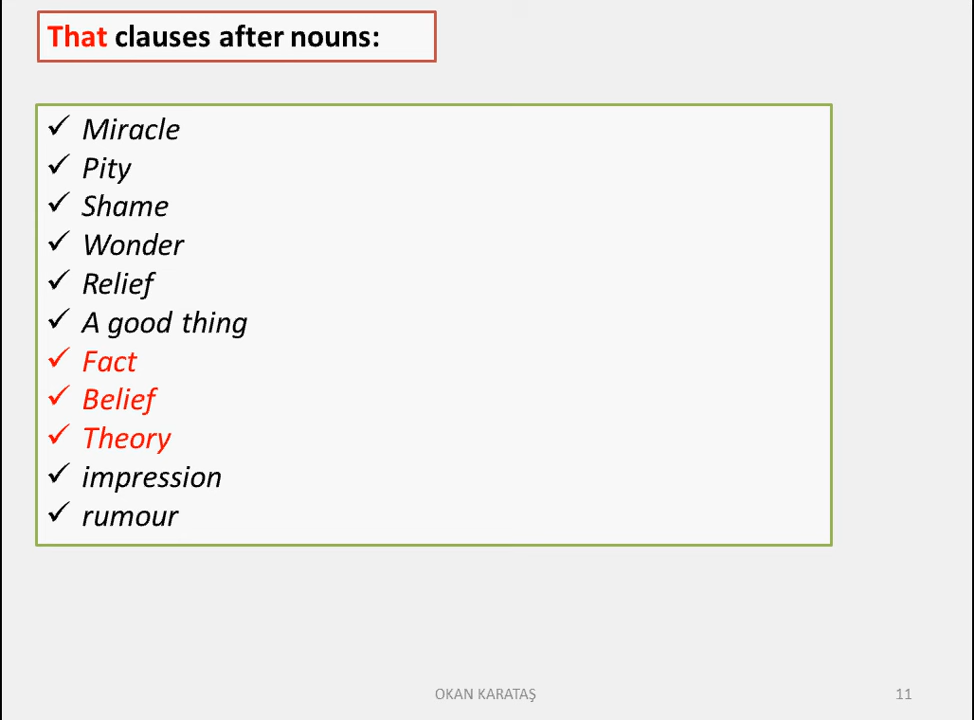 That clauses after nouns:
✓ Miracle
✓ Pity
✓ Shame
✓ Wonder
✓ Relief
✓ A good thing
✓ Fact
✓ Belief
✓ Theory
✓ impression
✓ rumour
OKAN KARATAŞ
11